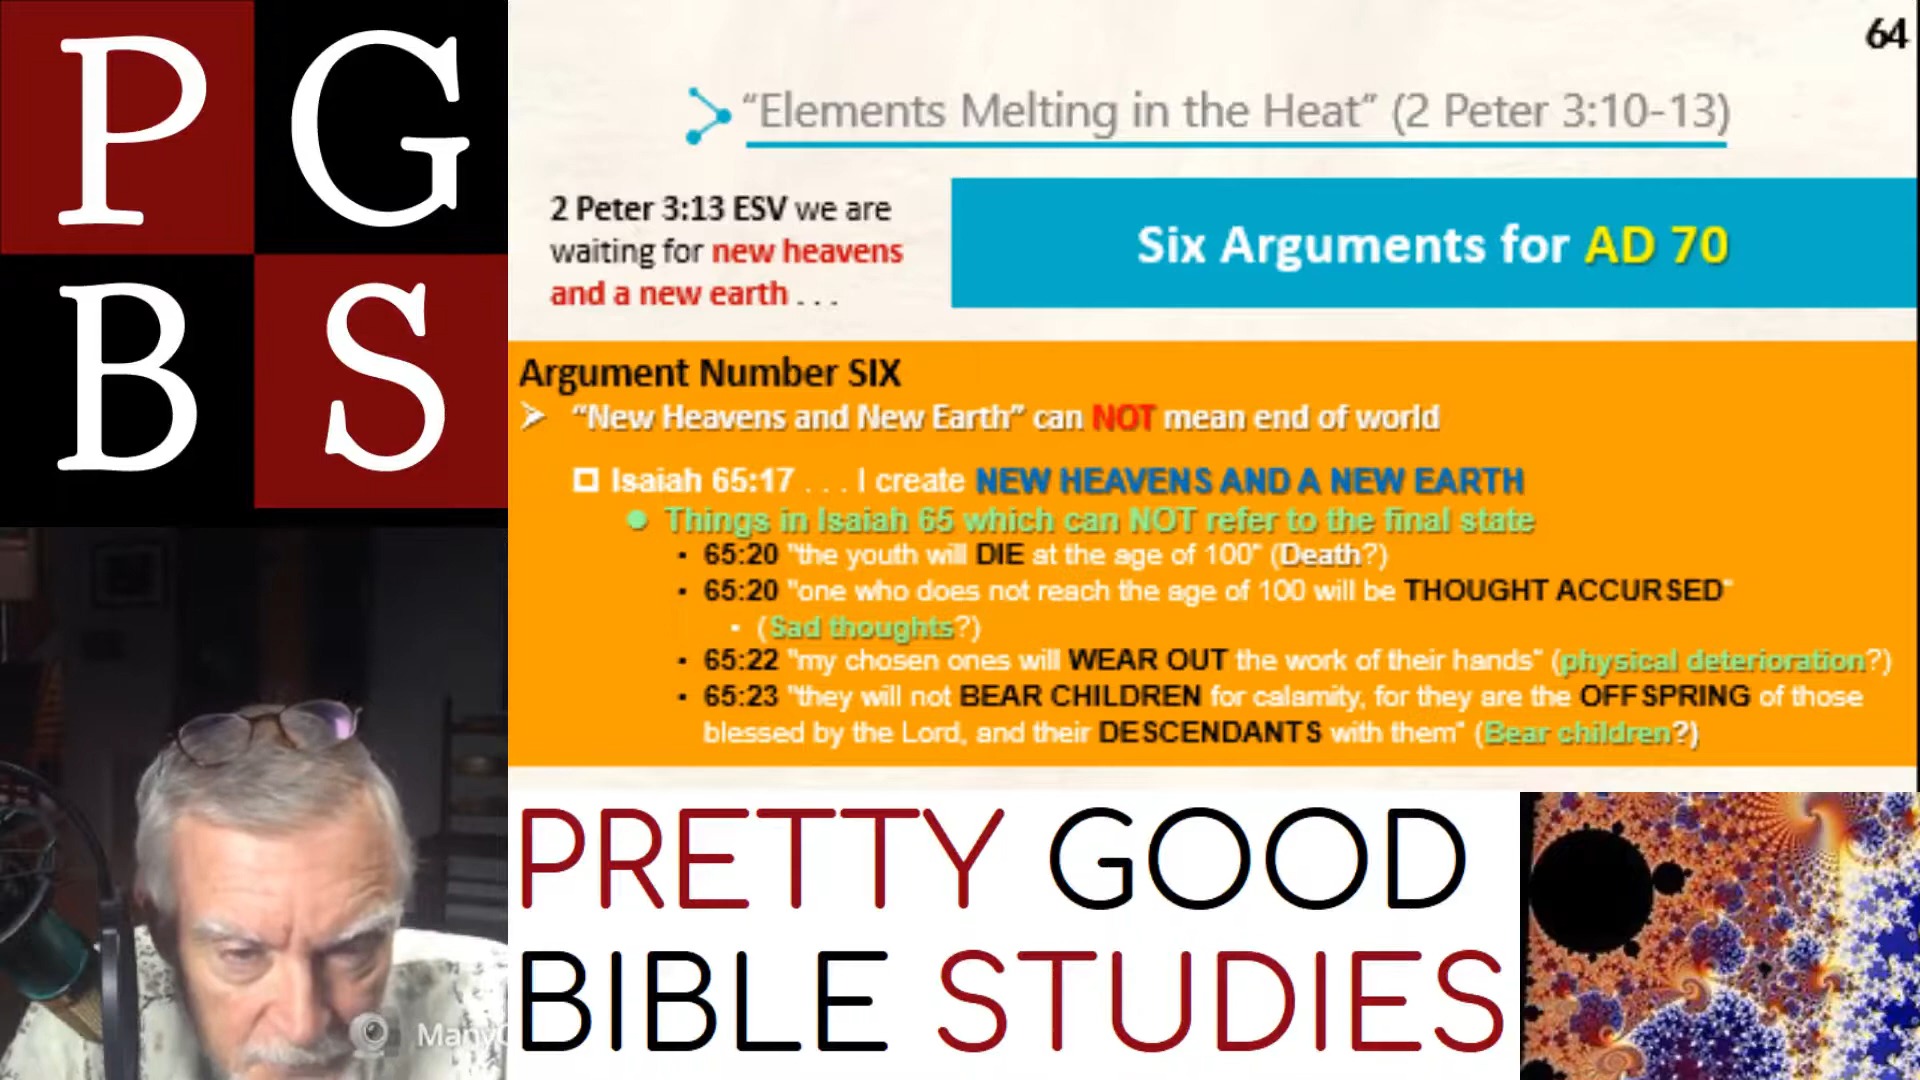 P G
B S
64
"Elements Melting in the Heat" (2 Peter 3:10-13)
2 Peter 3:13 ESV we are
waiting for new heavens
and a new earth . . .
Six Arguments for AD 70
Argument Number SIX
"New Heavens and New Earth" can NOT mean end of world
Isaiah 65:17 . . . I create NEW HEAVENS AND A NEW EARTH
Things in Isaiah 65 which can NOT refer to the final state
65:20 "the youth will DIE at the age of 100" (Death?)
65:20 "one who does not reach the age of 100 will be THOUGHT ACCURSED"
(Sad thoughts?)
65:22 "my chosen ones will WEAR OUT the work of their hands" (physical deterioration?)
65:23 "they will not BEAR CHILDREN for calamity, for they are the OFFSPRING of those
blessed by the Lord, and their DESCENDANTS with them" (Bear children?)
PRETTY GOOD
BIBLE STUDIES